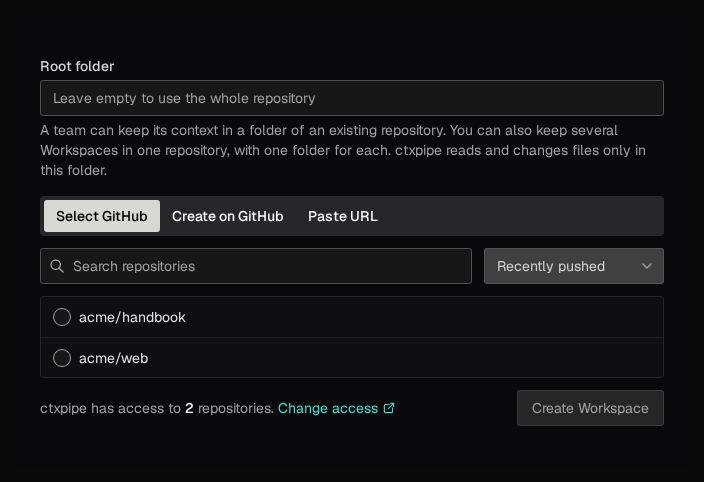 Root folder
Leave empty to use the whole repository
A team can keep its context in a folder of an existing repository. You can also keep several
Workspaces in one repository, with one folder for each. ctxpipe reads and changes files only in
this folder.
Select GitHub Create on GitHub Paste URL
Search repositories Recently pushed
acme/handbook
acme/web
ctxpipe has access to 2 repositories. Change access Create Workspace